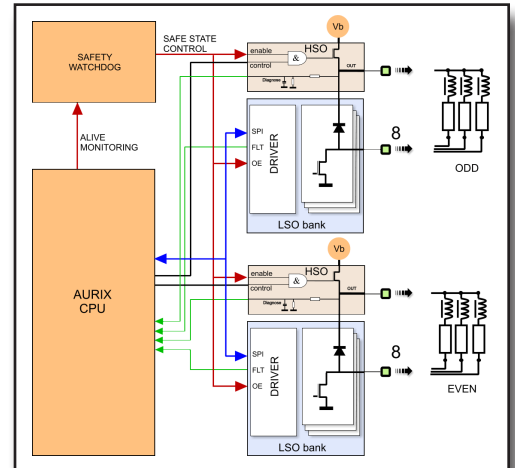 SAFETY
WATCHDOG
SAFE STATE
CONTROL
Vb
enable
HSO
&
control
Diagnose
OUT
ALIVE
MONITORING
SPI
FLT
OE
DRIVER
8
LSO bank
ODD
AURIX
CPU
Vb
enable
HSO
&
control
Diagnose
OUT
SPI
FLT
OE
DRIVER
8
LSO bank
EVEN